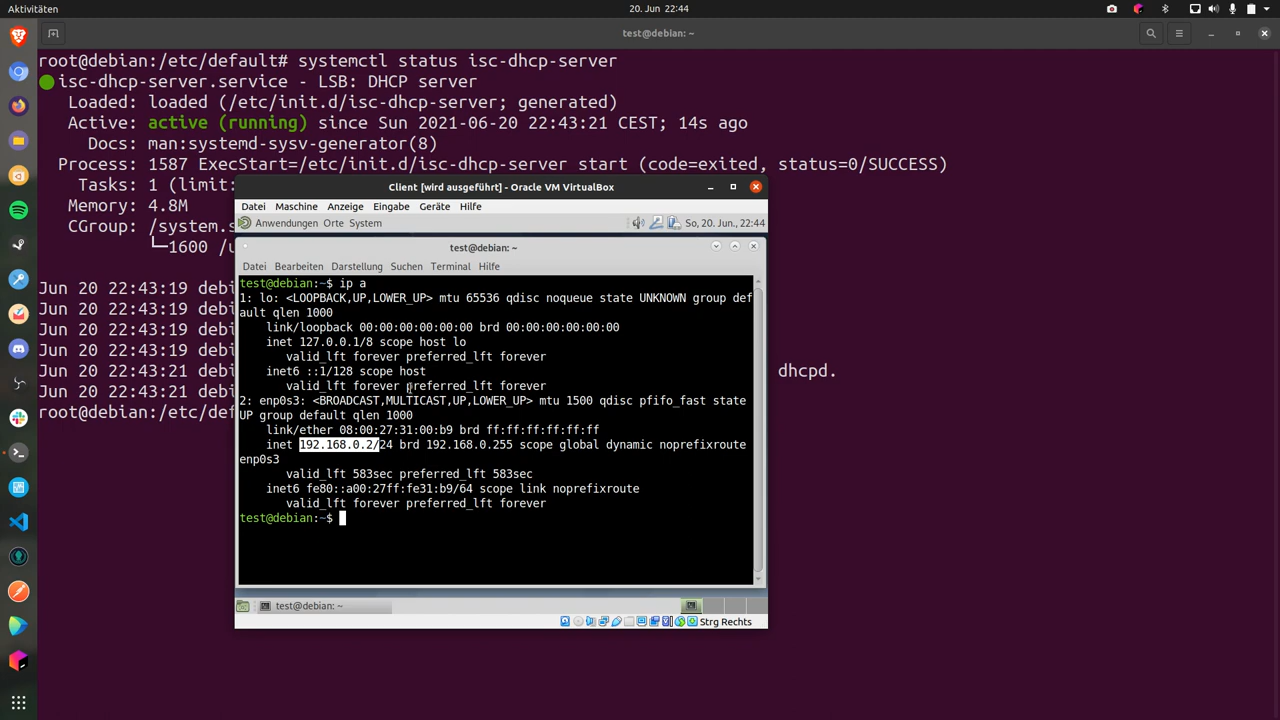 Aktivitäten
20. Jun 22:44
test@debian: ~
root@debian:/etc/default# systemctl status isc-dhcp-server
isc-dhcp-server.service - LSB: DHCP server
Loaded: loaded (/etc/init.d/isc-dhcp-server; generated)
Active: active (running) since Sun 2021-06-20 22:43:21 CEST; 14s ago
Docs: man:systemd-sysv-generator(8)
Process: 1587 ExecStart=/etc/init.d/isc-dhcp-server start (code=exited, status=0/SUCCESS)
Tasks: 1 (limit:
Memory: 4.8M
CGroup: /system.s
└─1600 /u
Jun 20 22:43:19 debi
Jun 20 22:43:19 debi
Jun 20 22:43:19 debi
Jun 20 22:43:19 debi
Jun 20 22:43:21 debi dhcpd.
Jun 20 22:43:21 debi
root@debian:/etc/def
Client [wird ausgeführt] - Oracle VM VirtualBox
Datei Maschine Anzeige Eingabe Geräte Hilfe
Anwendungen Orte System So, 20. Jun., 22:44
test@debian: ~
Datei Bearbeiten Darstellung Suchen Terminal Hilfe
test@debian:~$ ip a
1: lo: <LOOPBACK,UP,LOWER_UP> mtu 65536 qdisc noqueue state UNKNOWN group def
ault qlen 1000
link/loopback 00:00:00:00:00:00 brd 00:00:00:00:00:00
inet 127.0.0.1/8 scope host lo
valid_lft forever preferred_lft forever
inet6 ::1/128 scope host
valid_lft forever preferred_lft forever
2: enp0s3: <BROADCAST,MULTICAST,UP,LOWER_UP> mtu 1500 qdisc pfifo_fast state
UP group default qlen 1000
link/ether 08:00:27:31:00:b9 brd ff:ff:ff:ff:ff:ff
inet 192.168.0.2/24 brd 192.168.0.255 scope global dynamic noprefixroute
enp0s3
valid_lft 583sec preferred_lft 583sec
inet6 fe80::a00:27ff:fe31:b9/64 scope link noprefixroute
valid_lft forever preferred_lft forever
test@debian:~$
test@debian: ~
Strg Rechts